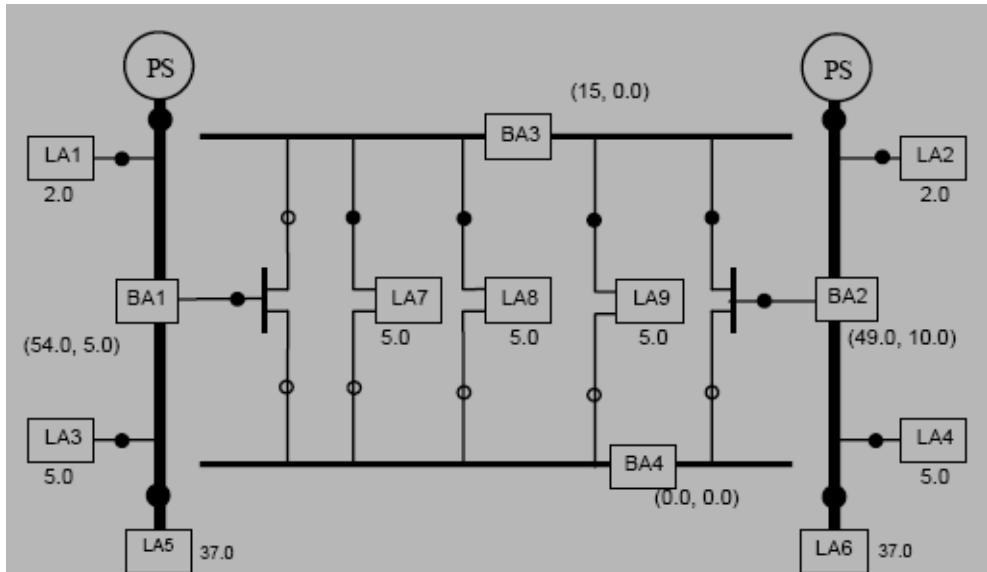 PS
PS
(15, 0.0)
BA3
LA1
2.0
LA2
2.0
BA1
LA7
5.0
LA8
5.0
LA9
5.0
BA2
(54.0, 5.0)
(49.0, 10.0)
LA3
5.0
LA4
5.0
BA4
(0.0, 0.0)
LA5
37.0
LA6
37.0